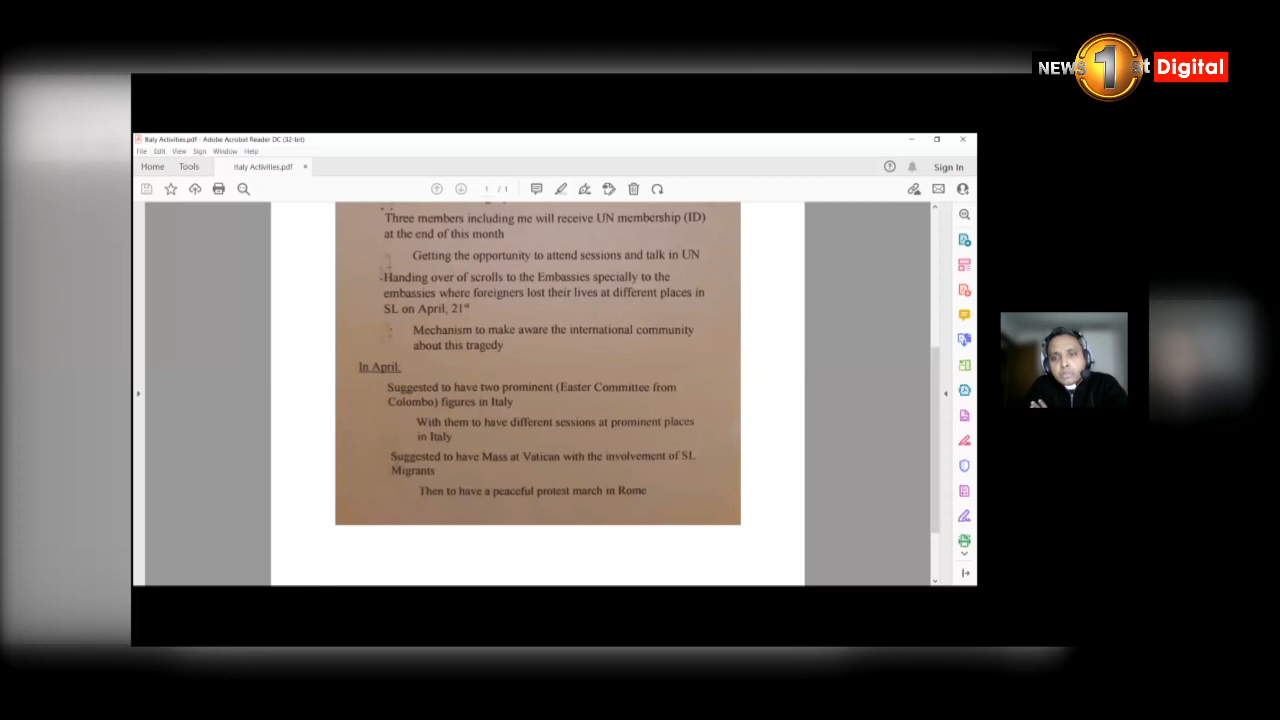 NEWS 1st Digital
Italy Activities.pdf - Adobe Acrobat Reader DC (32-bit)
File Edit View Sign Window Help
Home Tools Italy Activities.pdf × Sign In
1 / 1
Three members including me will receive UN membership (ID)
at the end of this month
Getting the opportunity to attend sessions and talk in UN
-Handing over of scrolls to the Embassies specially to the
embassies where foreigners lost their lives at different places in
SL on April, 21st
Mechanism to make aware the international community
about this tragedy
In April.
Suggested to have two prominent (Easter Committee from
Colombo) figures in Italy
With them to have different sessions at prominent places
in Italy
Suggested to have Mass at Vatican with the involvement of SL
Migrants
Then to have a peaceful protest march in Rome